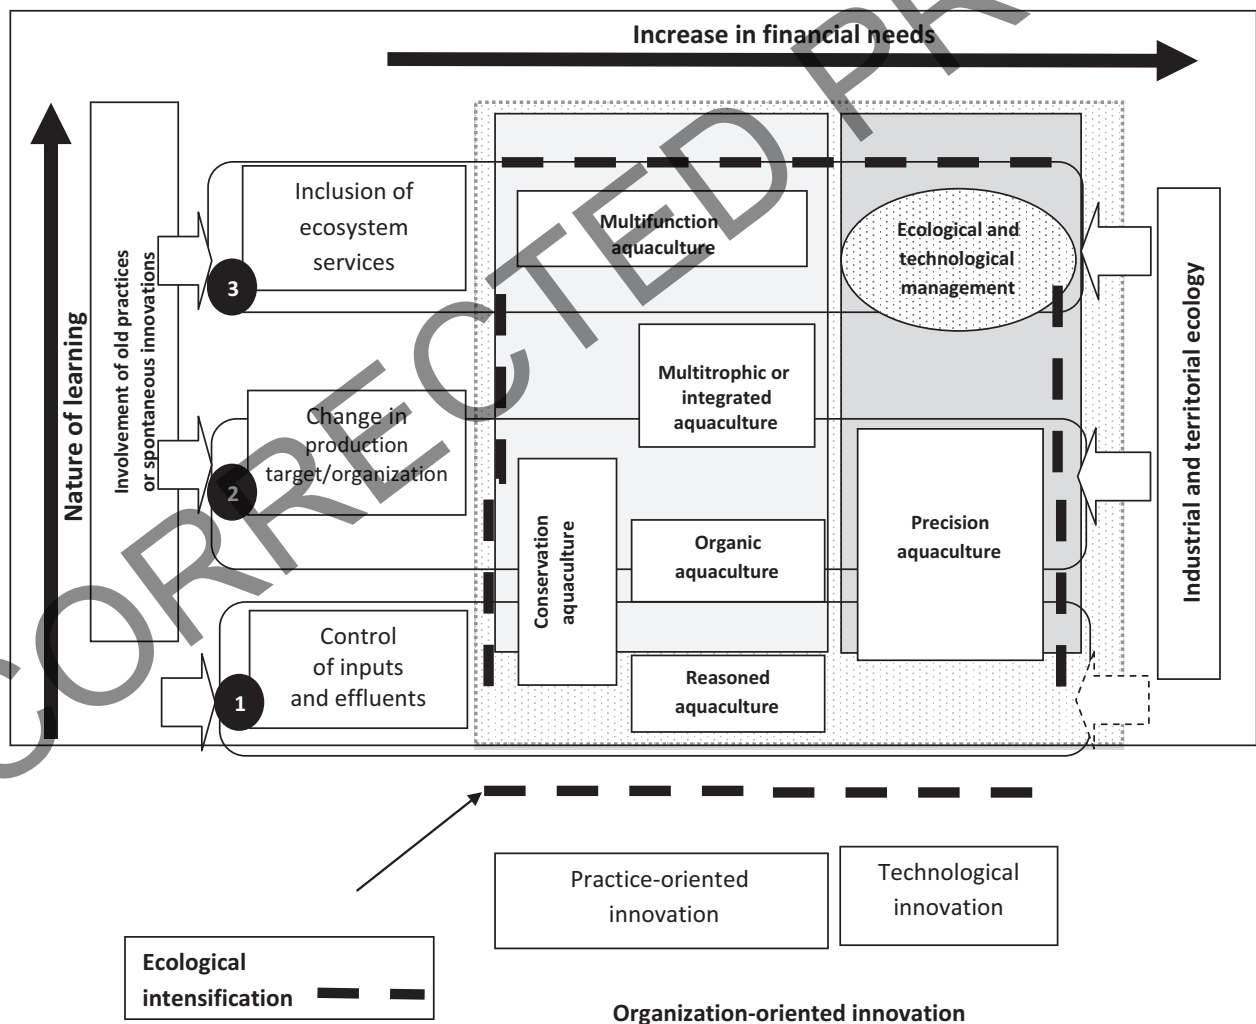 Increase in financial needs
Nature of learning
Involvement of old practices
or spontaneous innovations
Inclusion of
ecosystem
services
3
Multifunction
aquaculture
Ecological and
technological
management
Change in
production
target/organization
2
Multitrophic or
integrated
aquaculture
Conservation
aquaculture
Organic
aquaculture
Precision
aquaculture
Industrial and territorial ecology
Control
of inputs
and effluents
1
Reasoned
aquaculture
Practice-oriented
innovation
Technological
innovation
Ecological
intensification
Organization-oriented innovation
CORRECTED PR